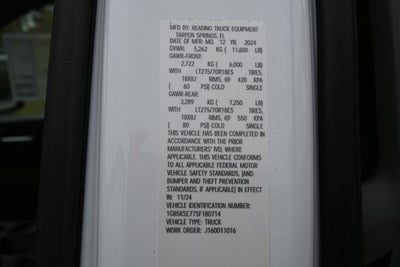 MFD BY: READING TRUCK EQUIPMENT
TARPON SPRINGS, FL
DATE OF MFR: MO. 12 YR. 2024
GVWR: 5,262 KG ( 11,600 LB)
GAWR-FRONT:
2,722 KG ( 6,000 LB)
WITH LT275/70R18ES TIRES,
18X8J RIMS, @ 420 KPA
( 60 PSI) COLD SINGLE
GAWR-REAR:
3,289 KG ( 7,250 LB)
WITH LT275/70R18ES TIRES,
18X8J RIMS, @ 550 KPA
( 80 PSI) COLD SINGLE
THIS VEHICLE HAS BEEN COMPLETED IN
ACCORDANCE WITH THE PRIOR
MANUFACTURERS' IVD, WHERE
APPLICABLE. THIS VEHICLE CONFORMS
TO ALL APPLICABLE FEDERAL MOTOR
VEHICLE SAFETY STANDARDS, [AND
BUMPER AND THEFT PREVENTION
STANDARDS, IF APPLICABLE] IN EFFECT
IN: 11/24
VEHICLE IDENTIFICATION NUMBER:
1GB5KSE77SF180714
VEHICLE TYPE: TRUCK
WORK ORDER: J160011016